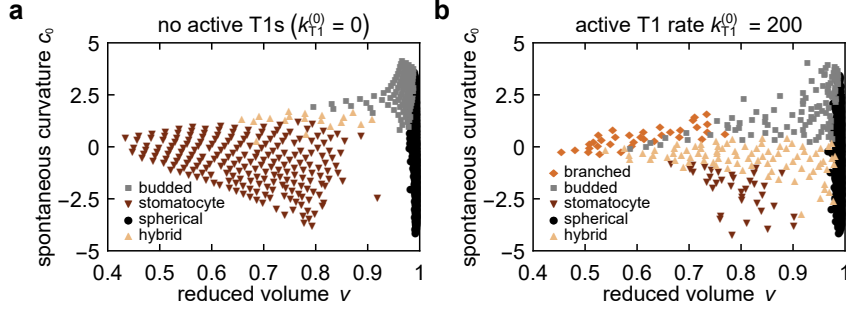 a
no active T1s (k_T1^(0) = 0)
spontaneous curvature c₀
5
2.5
0
−2.5
−5
budded
stomatocyte
spherical
hybrid
0.4 0.5 0.6 0.7 0.8 0.9 1
reduced volume v
b
active T1 rate k_T1^(0) = 200
spontaneous curvature c₀
5
2.5
0
−2.5
−5
branched
budded
stomatocyte
spherical
hybrid
0.4 0.5 0.6 0.7 0.8 0.9 1
reduced volume v